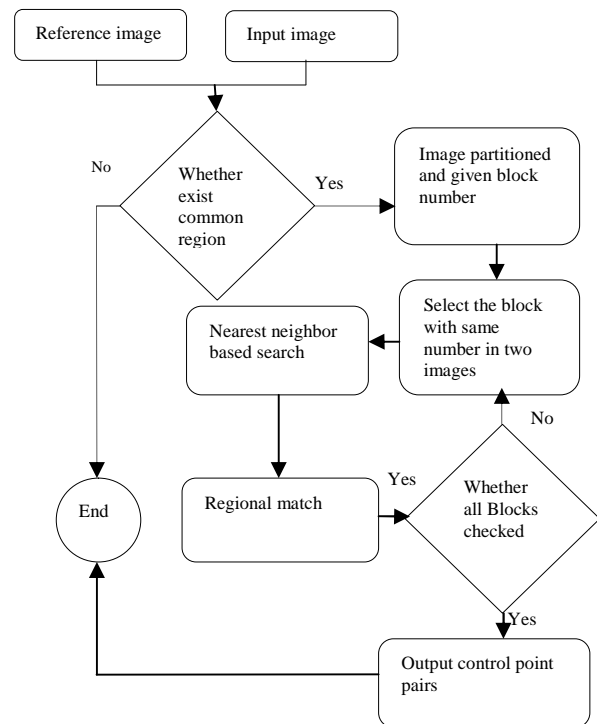 Reference image
Input image
No
Whether
exist
common
region
Yes
Image partitioned
and given block
number
Nearest neighbor
based search
Select the block
with same
number in two
images
No
End
Regional match
Yes
Whether
all Blocks
checked
Yes
Output control point
pairs